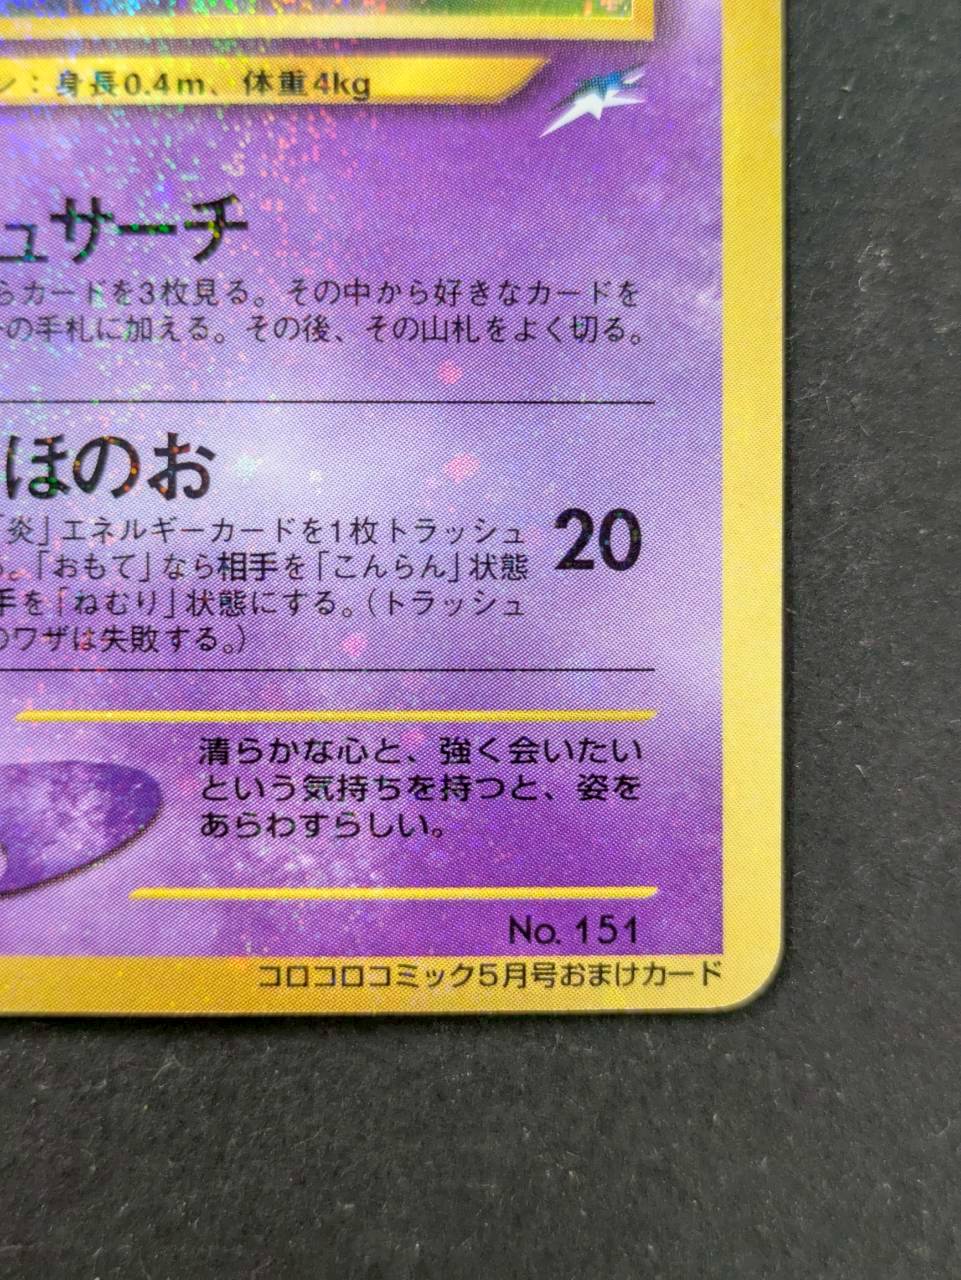 ン：身長0.4m、体重4kg
ュサーチ
らカードを3枚見る。その中から好きなカードを
の手札に加える。その後、その山札をよく切る。
ほのお
「炎」エネルギーカードを1枚トラッシュ
。「おもて」なら相手を「こんらん」状態
20
手を「ねむり」状態にする。（トラッシュ
のワザは失敗する。）
清らかな心と、強く会いたい
という気持ちを持つと、姿を
あらわすらしい。
No. 151
コロコロコミック5月号おまけカード